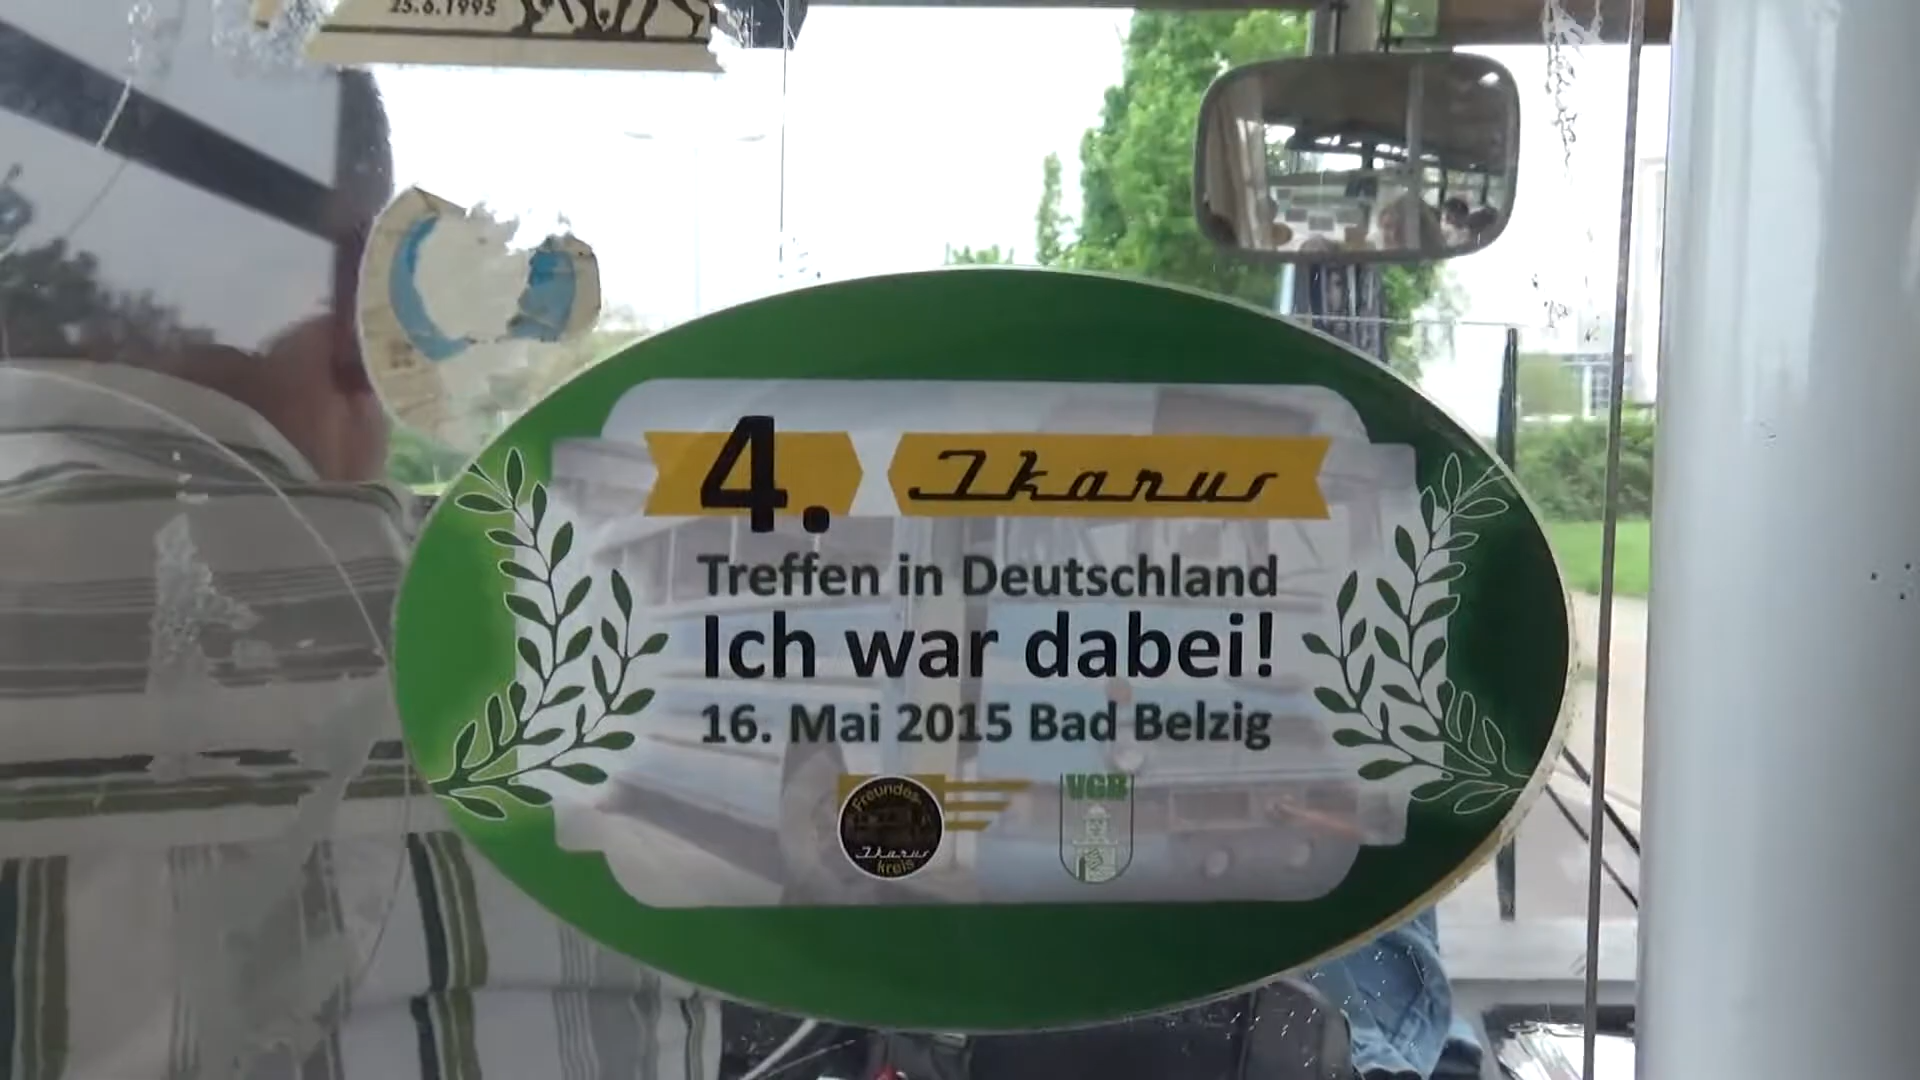 25.6.1995
4. Ikarus
Treffen in Deutschland
Ich war dabei!
16. Mai 2015 Bad Belzig
Freundes-
Ikarus
kreis
VGB